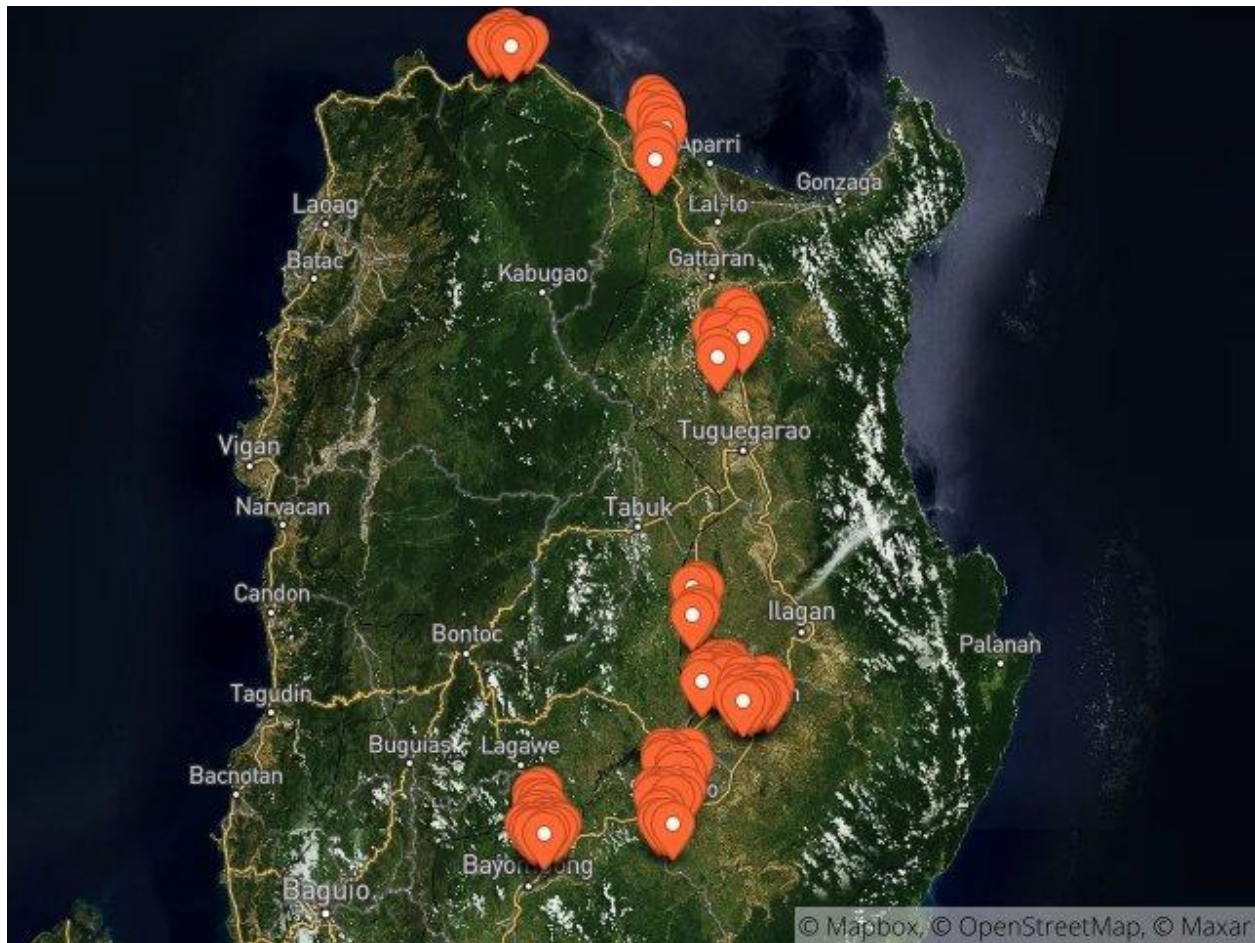 Aparri
Gonzaga
Laoag
Lal-lo
Batac
Gattaran
Kabugao
Tuguegarao
Vigan
Narvacan
Tabuk
Candon
Ilagan
Bontoc
Palanan
Tagudin
Buguias
Lagawe
Bacnotan
Baguio
© Mapbox, © OpenStreetMap, © Maxar